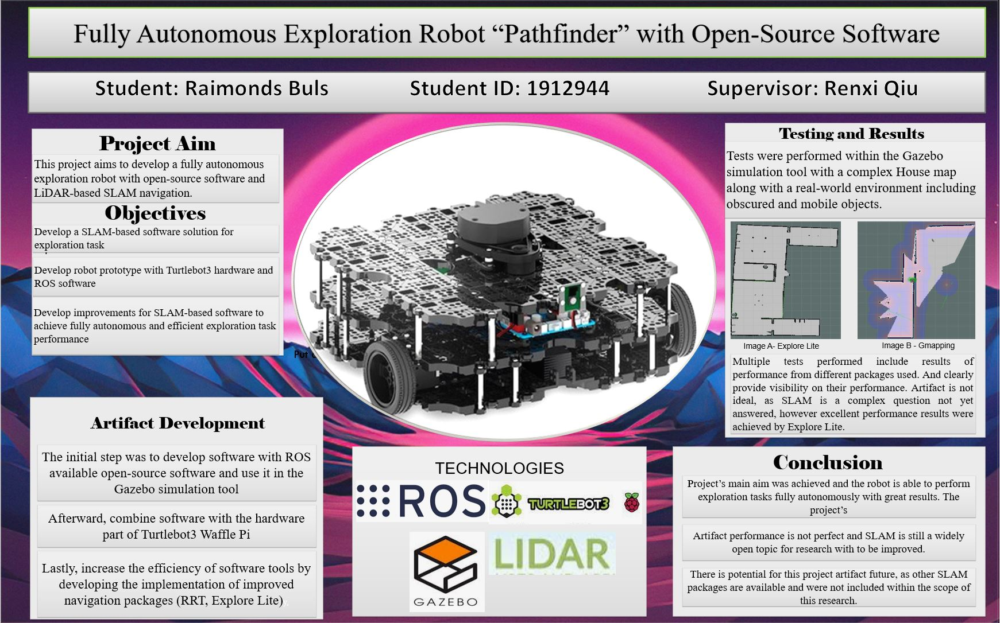 Fully Autonomous Exploration Robot “Pathfinder” with Open-Source Software
Student: Raimonds Buls Student ID: 1912944 Supervisor: Renxi Qiu
Project Aim
This project aims to develop a fully autonomous
exploration robot with open-source software and
LiDAR-based SLAM navigation.
Objectives
Develop a SLAM-based software solution for
exploration task
Develop robot prototype with Turtlebot3 hardware and
ROS software
Develop improvements for SLAM-based software to
achieve fully autonomous and efficient exploration task
performance
Put
Artifact Development
The initial step was to develop software with ROS
available open-source software and use it in the
Gazebo simulation tool
Afterward, combine software with the hardware
part of Turtlebot3 Waffle Pi
Lastly, increase the efficiency of software tools by
developing the implementation of improved
navigation packages (RRT, Explore Lite)
TECHNOLOGIES
ROS
TURTLEBOT3
GAZEBO
LIDAR
Testing and Results
Tests were performed within the Gazebo
simulation tool with a complex House map
along with a real-world environment including
obscured and mobile objects.
Image A- Explore Lite
Image B - Gmapping
Multiple tests performed include results of
performance from different packages used. And clearly
provide visibility on their performance. Artifact is not
ideal, as SLAM is a complex question not yet
answered, however excellent performance results were
achieved by Explore Lite.
Conclusion
Project’s main aim was achieved and the robot is able to perform
exploration tasks fully autonomously with great results. The
project’s
Artifact performance is not perfect and SLAM is still a widely
open topic for research with to be improved.
There is potential for this project artifact future, as other SLAM
packages are available and were not included within the scope of
this research.